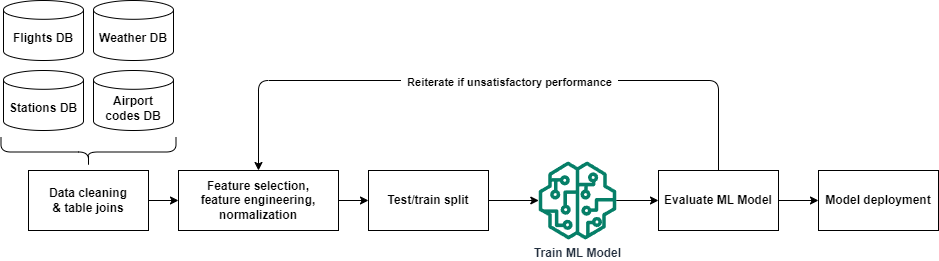 Flights DB
Weather DB
Stations DB
Airport
codes DB
Reiterate if unsatisfactory performance
Data cleaning
& table joins
Feature selection,
feature engineering,
normalization
Test/train split
Train ML Model
Evaluate ML Model
Model deployment